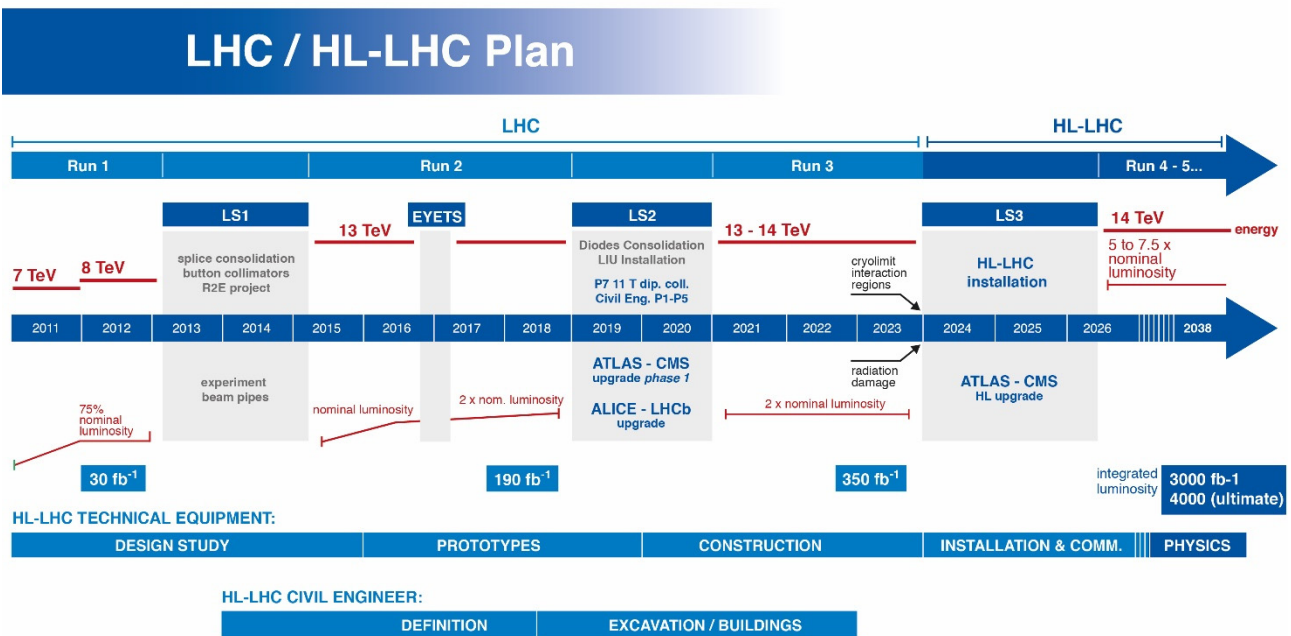 LHC / HL-LHC Plan
LHC
HL-LHC
Run 1
Run 2
Run 3
Run 4 - 5...
LS1
EYETS
LS2
LS3
13 TeV
13 - 14 TeV
14 TeV
energy
7 TeV
8 TeV
splice consolidation
button collimators
R2E project
Diodes Consolidation
LIU Installation
P7 11 T dip. coll.
Civil Eng. P1-P5
cryolimit
interaction
regions
HL-LHC
installation
5 to 7.5 x
nominal
luminosity
2011 2012 2013 2014 2015 2016 2017 2018 2019 2020 2021 2022 2023 2024 2025 2026 2038
75%
nominal
luminosity
experiment
beam pipes
nominal luminosity
2 x nom. luminosity
ATLAS - CMS
upgrade phase 1
ALICE - LHCb
upgrade
2 x nominal luminosity
radiation
damage
ATLAS - CMS
HL upgrade
30 fb-1
190 fb-1
350 fb-1
integrated
luminosity
3000 fb-1
4000 (ultimate)
HL-LHC TECHNICAL EQUIPMENT:
DESIGN STUDY
PROTOTYPES
CONSTRUCTION
INSTALLATION & COMM.
PHYSICS
HL-LHC CIVIL ENGINEER:
DEFINITION
EXCAVATION / BUILDINGS